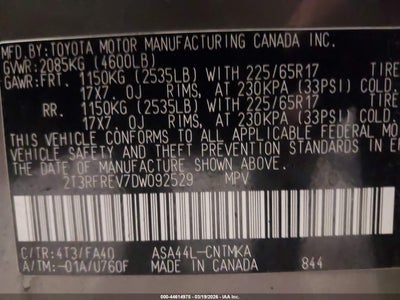 MFD.BY:TOYOTA MOTOR MANUFACTURING CANADA INC.
GVWR:2085KG (4600LB)
GAWR:FRT. 1150KG (2535LB) WITH 225/65R17 TIRE
17X7.0J RIMS, AT 230KPA (33PSI) COLD.
RR. 1150KG (2535LB) WITH 225/65R17 TIRE
17X7.0J RIMS, AT 230KPA (33PSI) COLD.
THIS VEHICLE CONFORMS TO ALL APPLICABLE FEDERAL MO
VEHICLE SAFETY AND THEFT PREVENTION STANDARDS IN EF
THE DATE OF MANUFACTURE SHOWN ABOVE.
2T3RFREV7DW092529 MPV
C/TR:4T3/FA40 ASA44L-CNTMKA
A/TM:-01A/U760F MADE IN CANADA 844
000-44614975 - 03/19/2026 - IAAI.com